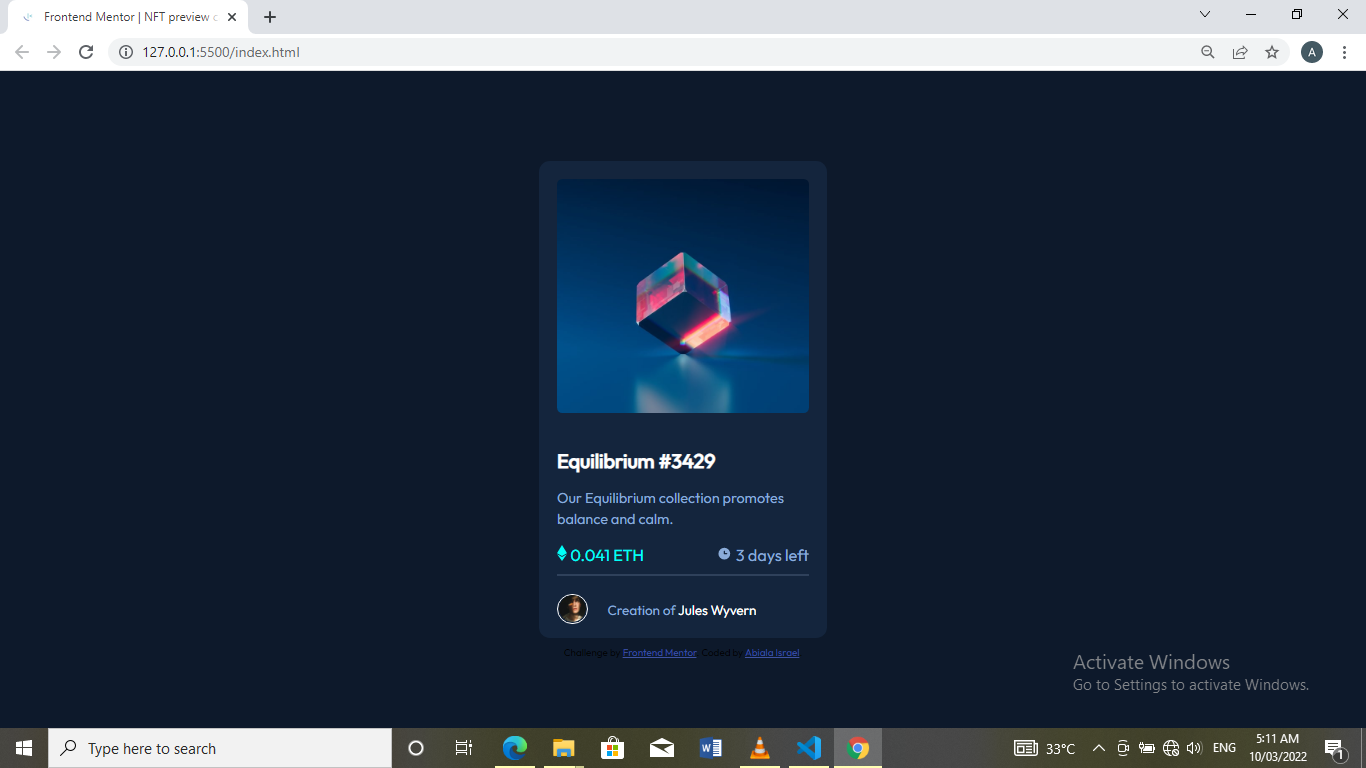 Frontend Mentor | NFT preview c
127.0.0.1:5500/index.html
A
Equilibrium #3429
Our Equilibrium collection promotes
balance and calm.
0.041 ETH
3 days left
Creation of Jules Wyvern
Challenge by Frontend Mentor. Coded by Abiala Israel
Activate Windows
Go to Settings to activate Windows.
Type here to search
33°C
ENG
5:11 AM
10/03/2022
1